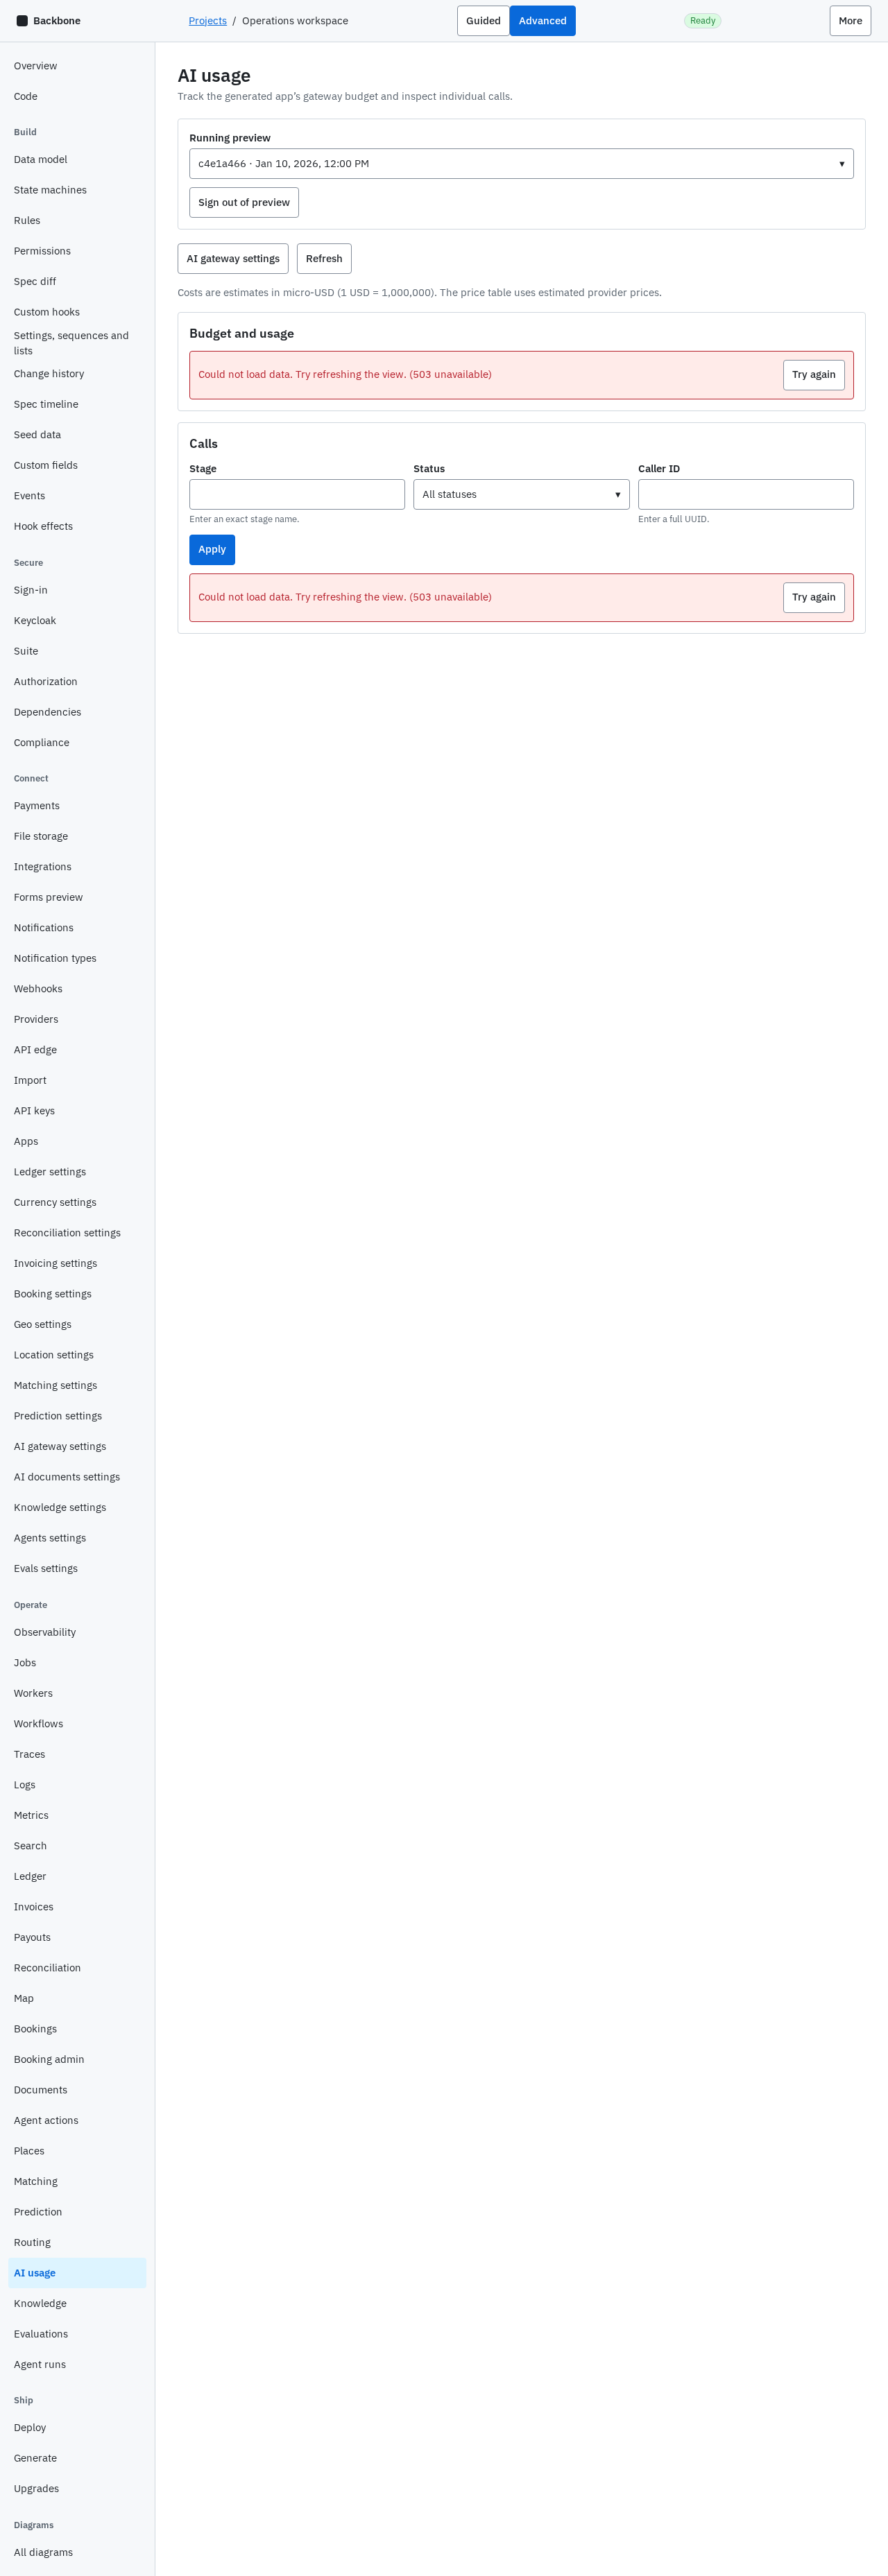 Backbone
Projects / Operations workspace
Guided
Advanced
Ready
More
Overview
Code
Build
Data model
State machines
Rules
Permissions
Spec diff
Custom hooks
Settings, sequences and
lists
Change history
Spec timeline
Seed data
Custom fields
Events
Hook effects
Secure
Sign-in
Keycloak
Suite
Authorization
Dependencies
Compliance
Connect
Payments
File storage
Integrations
Forms preview
Notifications
Notification types
Webhooks
Providers
API edge
Import
API keys
Apps
Ledger settings
Currency settings
Reconciliation settings
Invoicing settings
Booking settings
Geo settings
Location settings
Matching settings
Prediction settings
AI gateway settings
AI documents settings
Knowledge settings
Agents settings
Evals settings
Operate
Observability
Jobs
Workers
Workflows
Traces
Logs
Metrics
Search
Ledger
Invoices
Payouts
Reconciliation
Map
Bookings
Booking admin
Documents
Agent actions
Places
Matching
Prediction
Routing
AI usage
Knowledge
Evaluations
Agent runs
Ship
Deploy
Generate
Upgrades
Diagrams
All diagrams
AI usage
Track the generated app’s gateway budget and inspect individual calls.
Running preview
c4e1a466 · Jan 10, 2026, 12:00 PM
Sign out of preview
AI gateway settings
Refresh
Costs are estimates in micro-USD (1 USD = 1,000,000). The price table uses estimated provider prices.
Budget and usage
Could not load data. Try refreshing the view. (503 unavailable)
Try again
Calls
Stage
Status
Caller ID
All statuses
Enter an exact stage name.
Enter a full UUID.
Apply
Could not load data. Try refreshing the view. (503 unavailable)
Try again